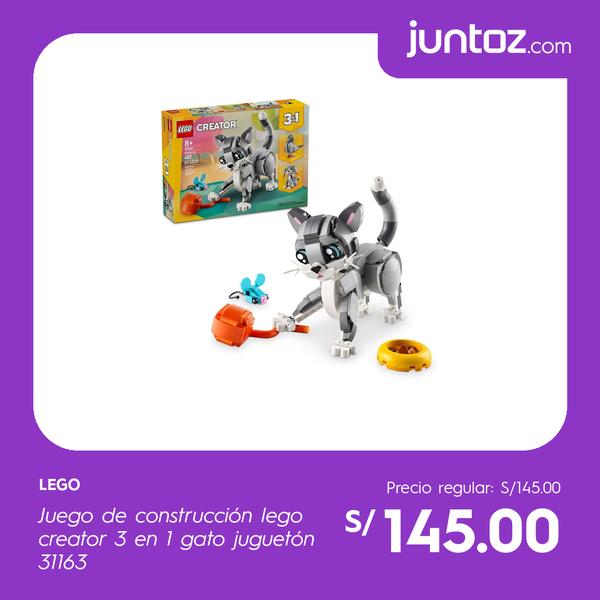 juntoz.com
LEGO CREATOR
3in1
8+
LEGO
Precio regular: S/145.00
Juego de construcción lego
creator 3 en 1 gato juguetón
31163
S/ 145.00